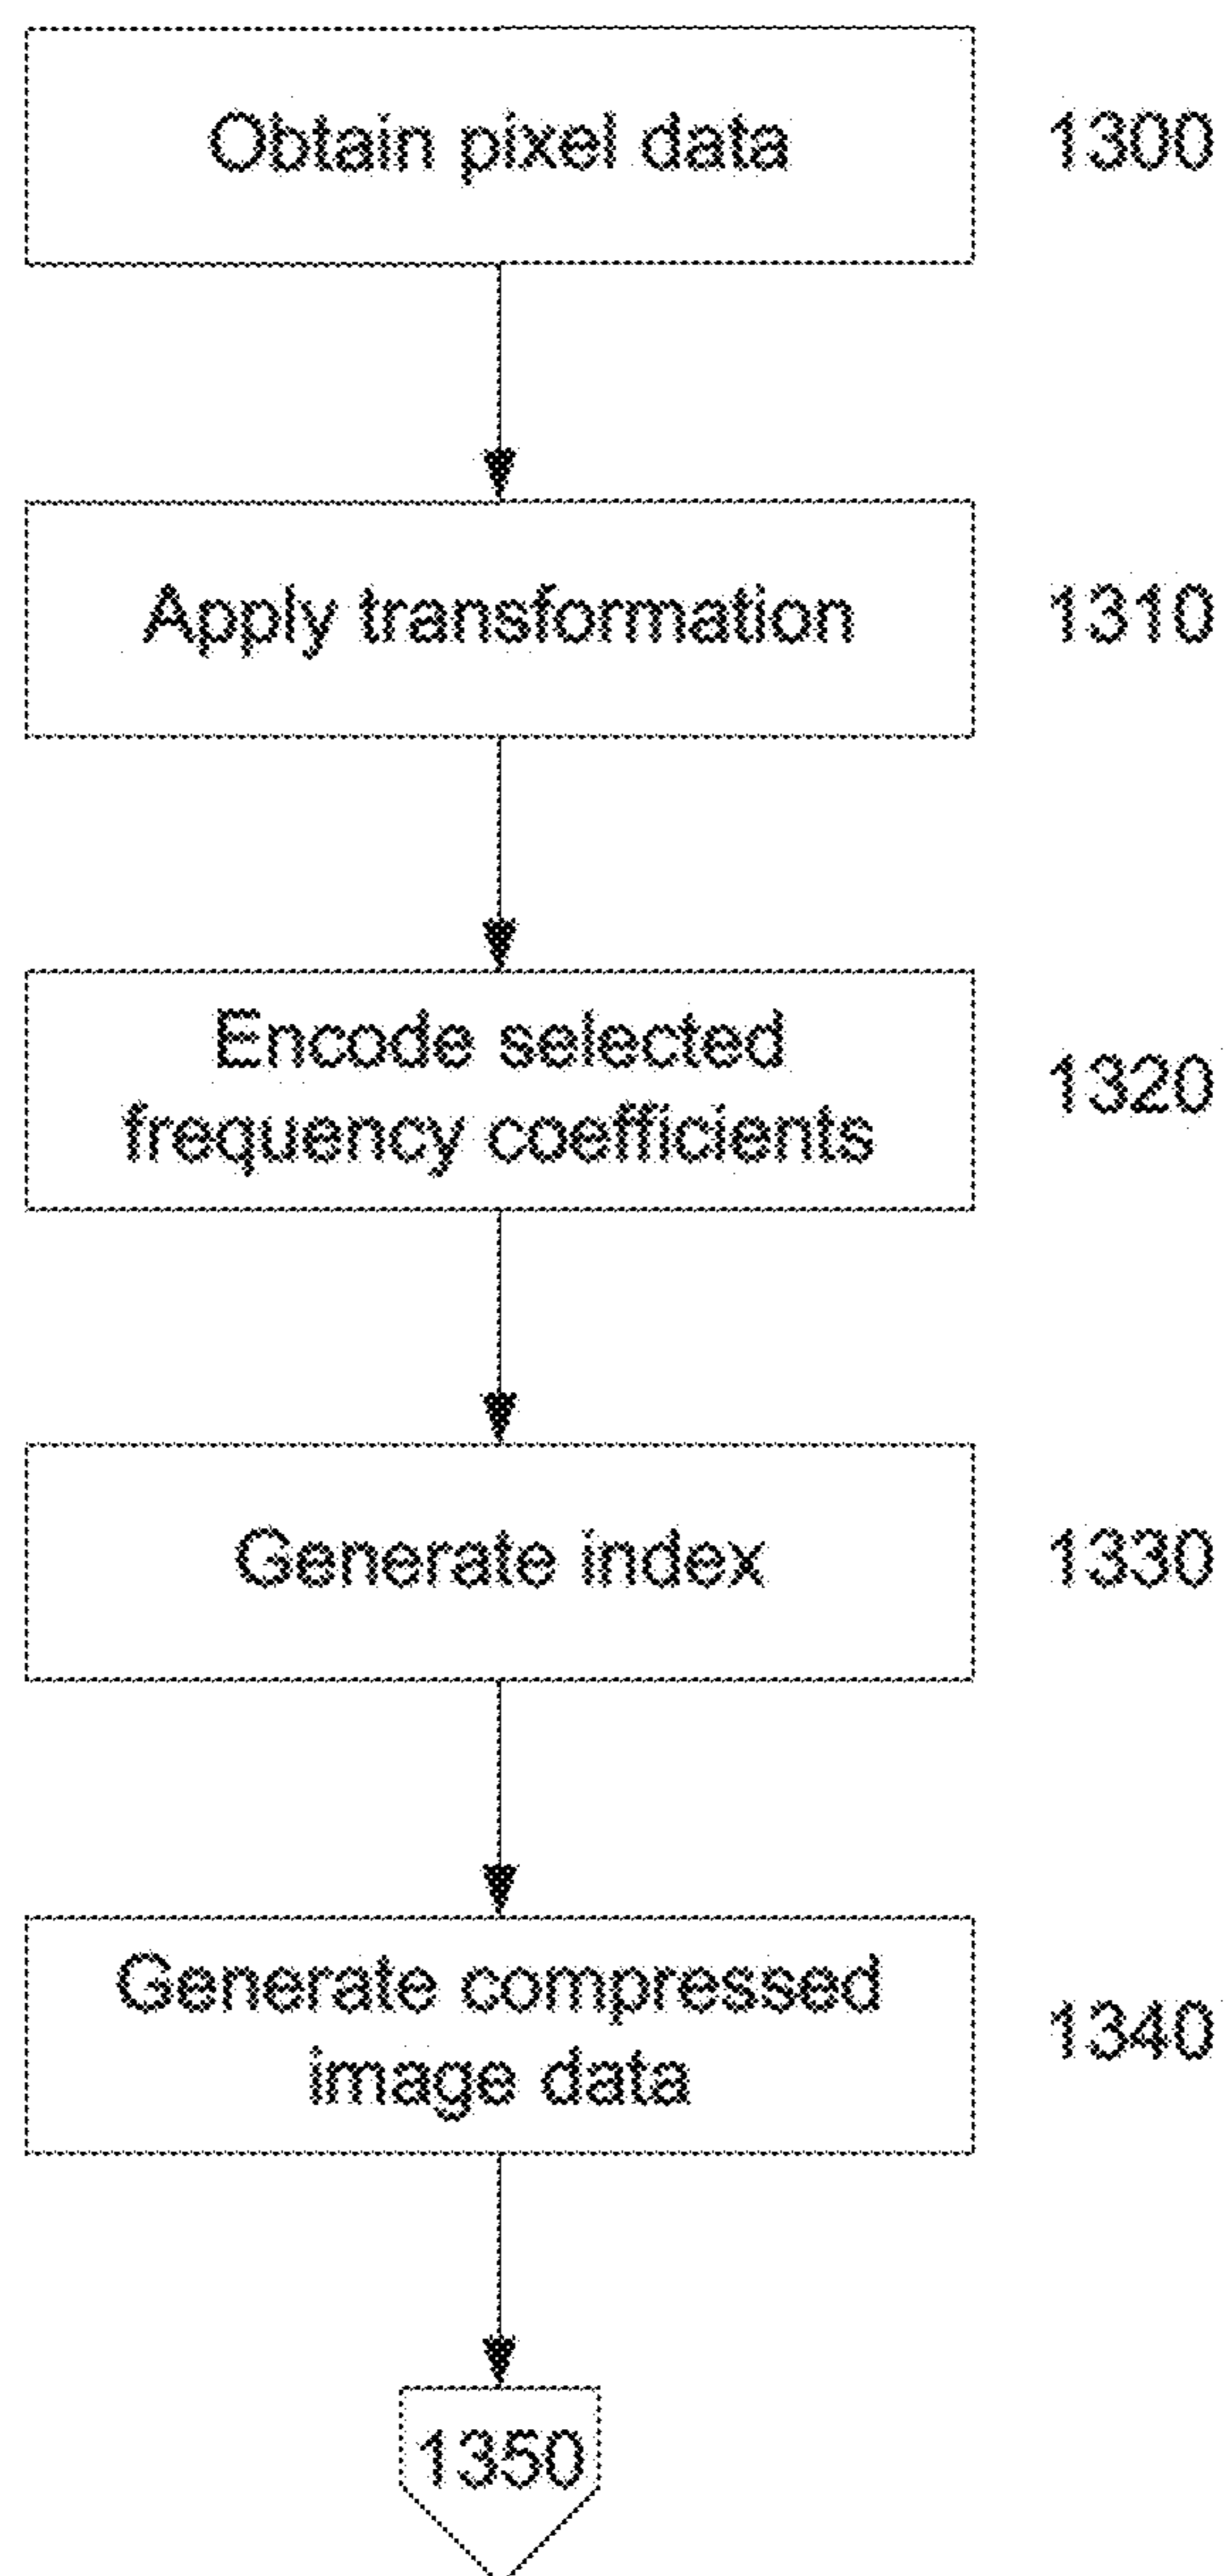 Obtain pixel data
1300
Apply transformation
1310
Encode selected
frequency coefficients
1320
Generate index
1330
Generate compressed
image data
1340
1350